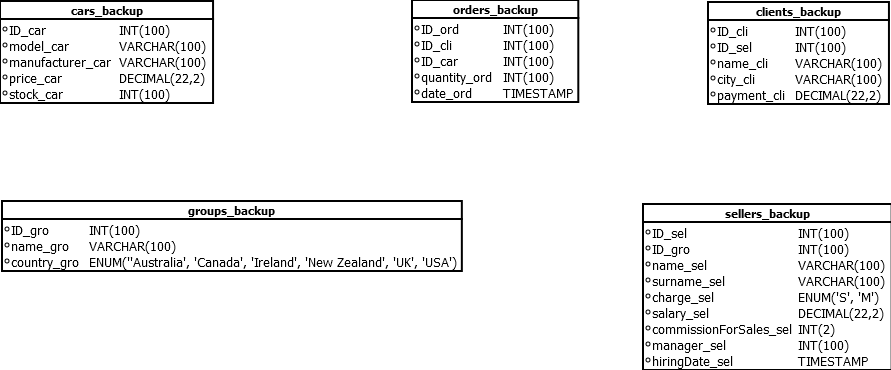 cars_backup
ID_car INT(100)
model_car VARCHAR(100)
manufacturer_car VARCHAR(100)
price_car DECIMAL(22,2)
stock_car INT(100)
orders_backup
ID_ord INT(100)
ID_cli INT(100)
ID_car INT(100)
quantity_ord INT(100)
date_ord TIMESTAMP
clients_backup
ID_cli INT(100)
ID_sel INT(100)
name_cli VARCHAR(100)
city_cli VARCHAR(100)
payment_cli DECIMAL(22,2)
groups_backup
ID_gro INT(100)
name_gro VARCHAR(100)
country_gro ENUM("Australia', 'Canada', 'Ireland', 'New Zealand', 'UK', 'USA')
sellers_backup
ID_sel INT(100)
ID_gro INT(100)
name_sel VARCHAR(100)
surname_sel VARCHAR(100)
charge_sel ENUM('S', 'M')
salary_sel DECIMAL(22,2)
commissionForSales_sel INT(2)
manager_sel INT(100)
hiringDate_sel TIMESTAMP